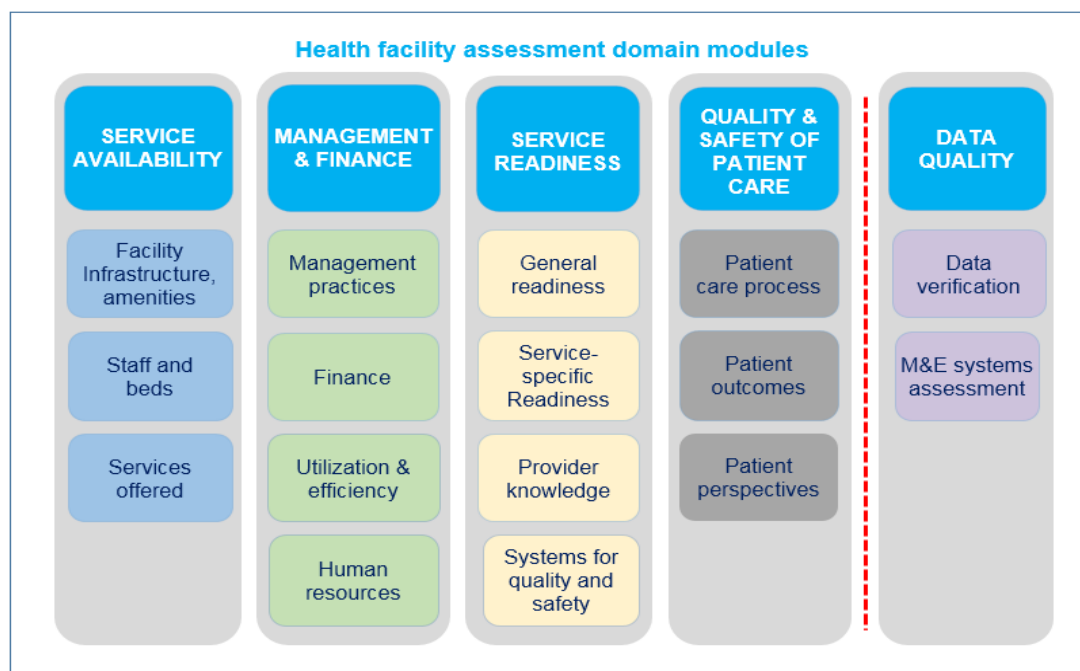 Health facility assessment domain modules
SERVICE
AVAILABILITY
Facility
Infrastructure,
amenities
Staff and
beds
Services
offered
MANAGEMENT
& FINANCE
Management
practices
Finance
Utilization &
efficiency
Human
resources
SERVICE
READINESS
General
readiness
Service-
specific
Readiness
Provider
knowledge
Systems for
quality and
safety
QUALITY &
SAFETY OF
PATIENT
CARE
Patient
care process
Patient
outcomes
Patient
perspectives
DATA
QUALITY
Data
verification
M&E systems
assessment